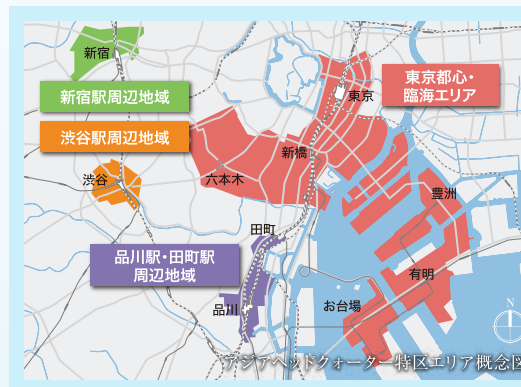 新宿
新宿駅周辺地域
東京都心・
臨海エリア
東京
渋谷駅周辺地域
新橋
渋谷
六本木
豊洲
田町
品川駅・田町駅
周辺地域
有明
品川
お台場
N
アジアヘッドクォーター特区エリア概念図